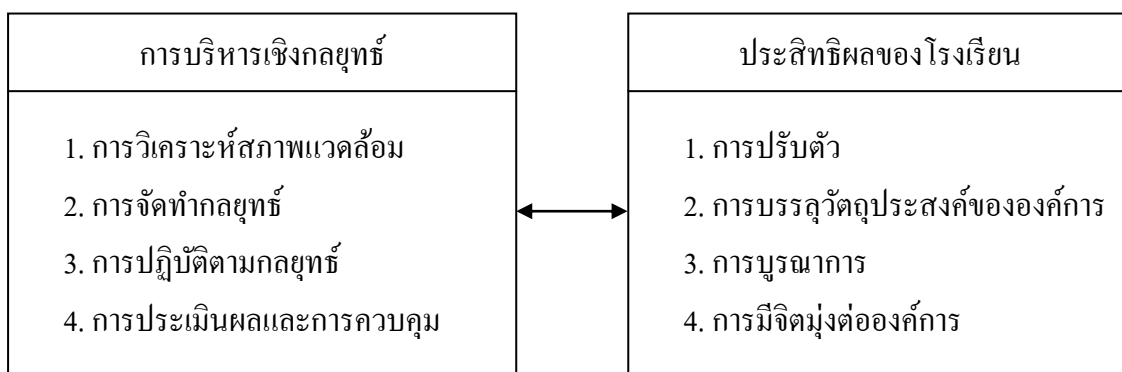 การบริหารเชิงกลยุทธ์
1. การวิเคราะห์สภาพแวดล้อม
2. การจัดทำกลยุทธ์
3. การปฏิบัติตามกลยุทธ์
4. การประเมินผลและการควบคุม
ประสิทธิผลของโรงเรียน
1. การปรับตัว
2. การบรรลุวัตถุประสงค์ขององค์การ
3. การบูรณาการ
4. การมีจิตมุ่งต่อองค์การ